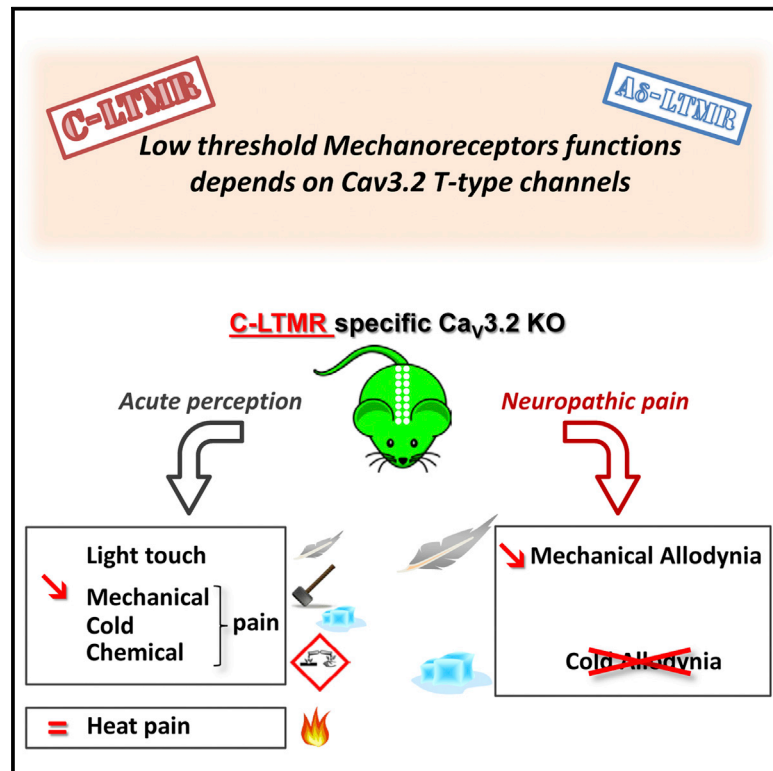 C-LTMR
Aδ-LTMR
Low threshold Mechanoreceptors functions
depends on Cav3.2 T-type channels
C-LTMR specific CaV3.2 KO
Acute perception
Neuropathic pain
Light touch
Mechanical
Cold
Chemical
pain
= Heat pain
Mechanical Allodynia
Cold Allodynia